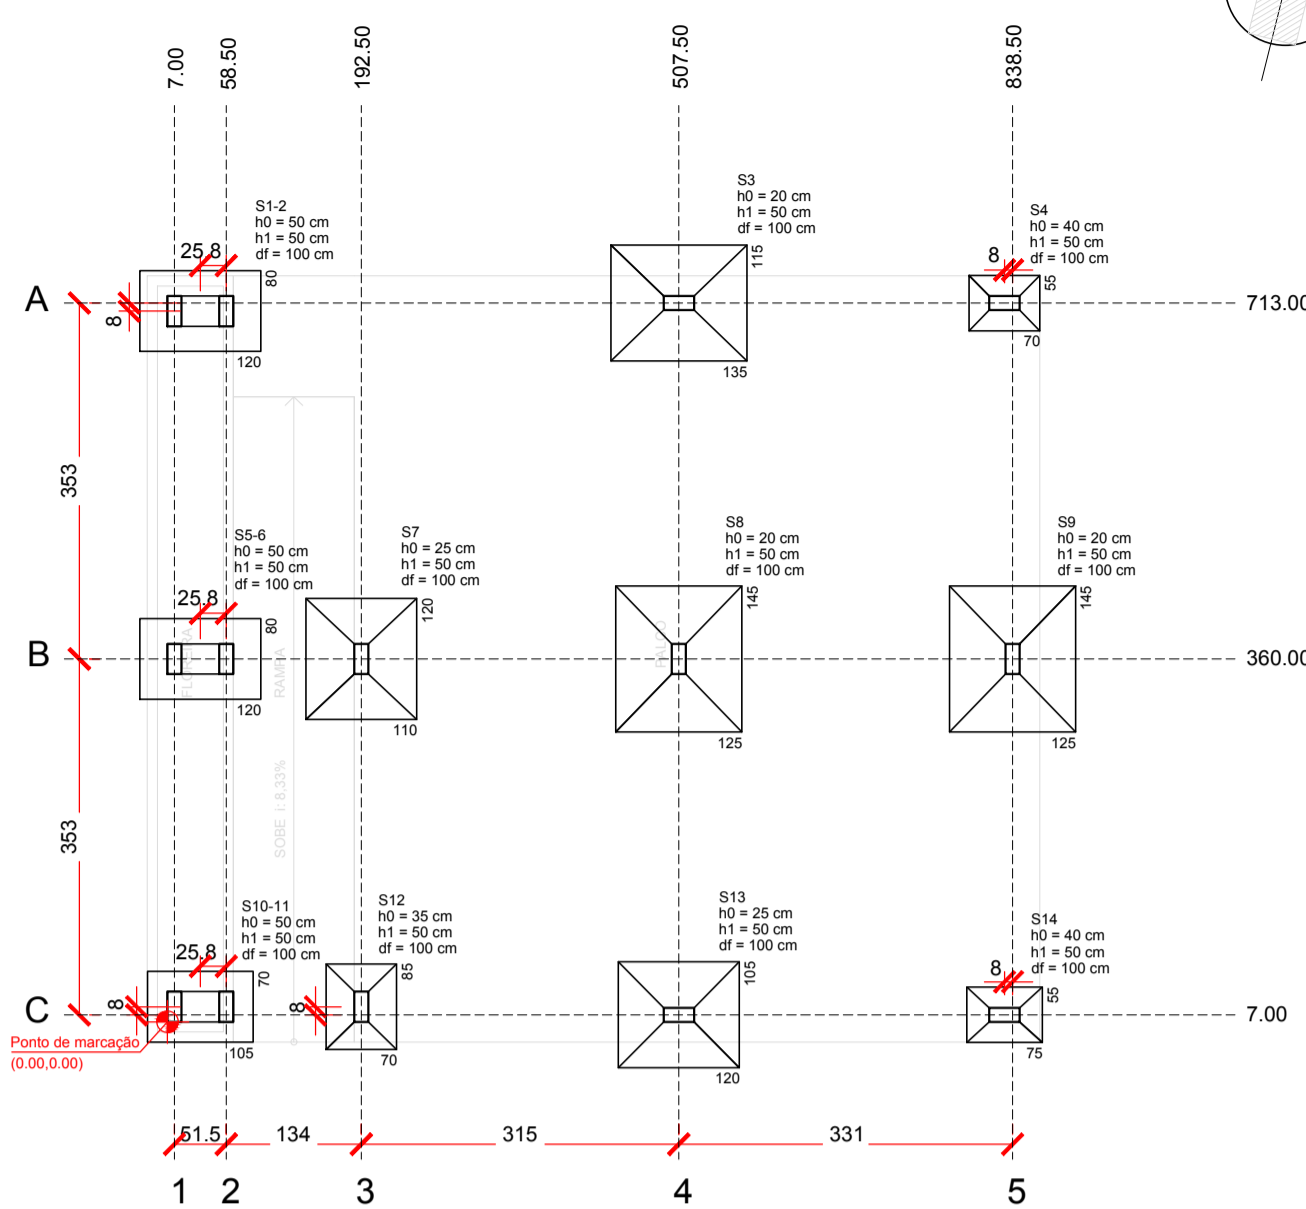 7.00
58.50
192.50
507.50
838.50
S1-2
h0 = 50 cm
h1 = 50 cm
df = 100 cm
25.8
80
120
8
S3
h0 = 20 cm
h1 = 50 cm
df = 100 cm
115
135
S4
h0 = 40 cm
h1 = 50 cm
df = 100 cm
8
55
70
A
713.00
353
S5-6
h0 = 50 cm
h1 = 50 cm
df = 100 cm
25.8
80
120
S7
h0 = 25 cm
h1 = 50 cm
df = 100 cm
120
110
S8
h0 = 20 cm
h1 = 50 cm
df = 100 cm
145
125
S9
h0 = 20 cm
h1 = 50 cm
df = 100 cm
145
125
B
360.00
FLOREIRA
RAMPA
SOBE i: 8,33%
PALCO
353
S10-11
h0 = 50 cm
h1 = 50 cm
df = 100 cm
25.8
70
105
8
S12
h0 = 35 cm
h1 = 50 cm
df = 100 cm
85
70
8
S13
h0 = 25 cm
h1 = 50 cm
df = 100 cm
105
120
S14
h0 = 40 cm
h1 = 50 cm
df = 100 cm
8
55
75
C
7.00
Ponto de marcação
(0.00,0.00)
51.5
134
315
331
1
2
3
4
5